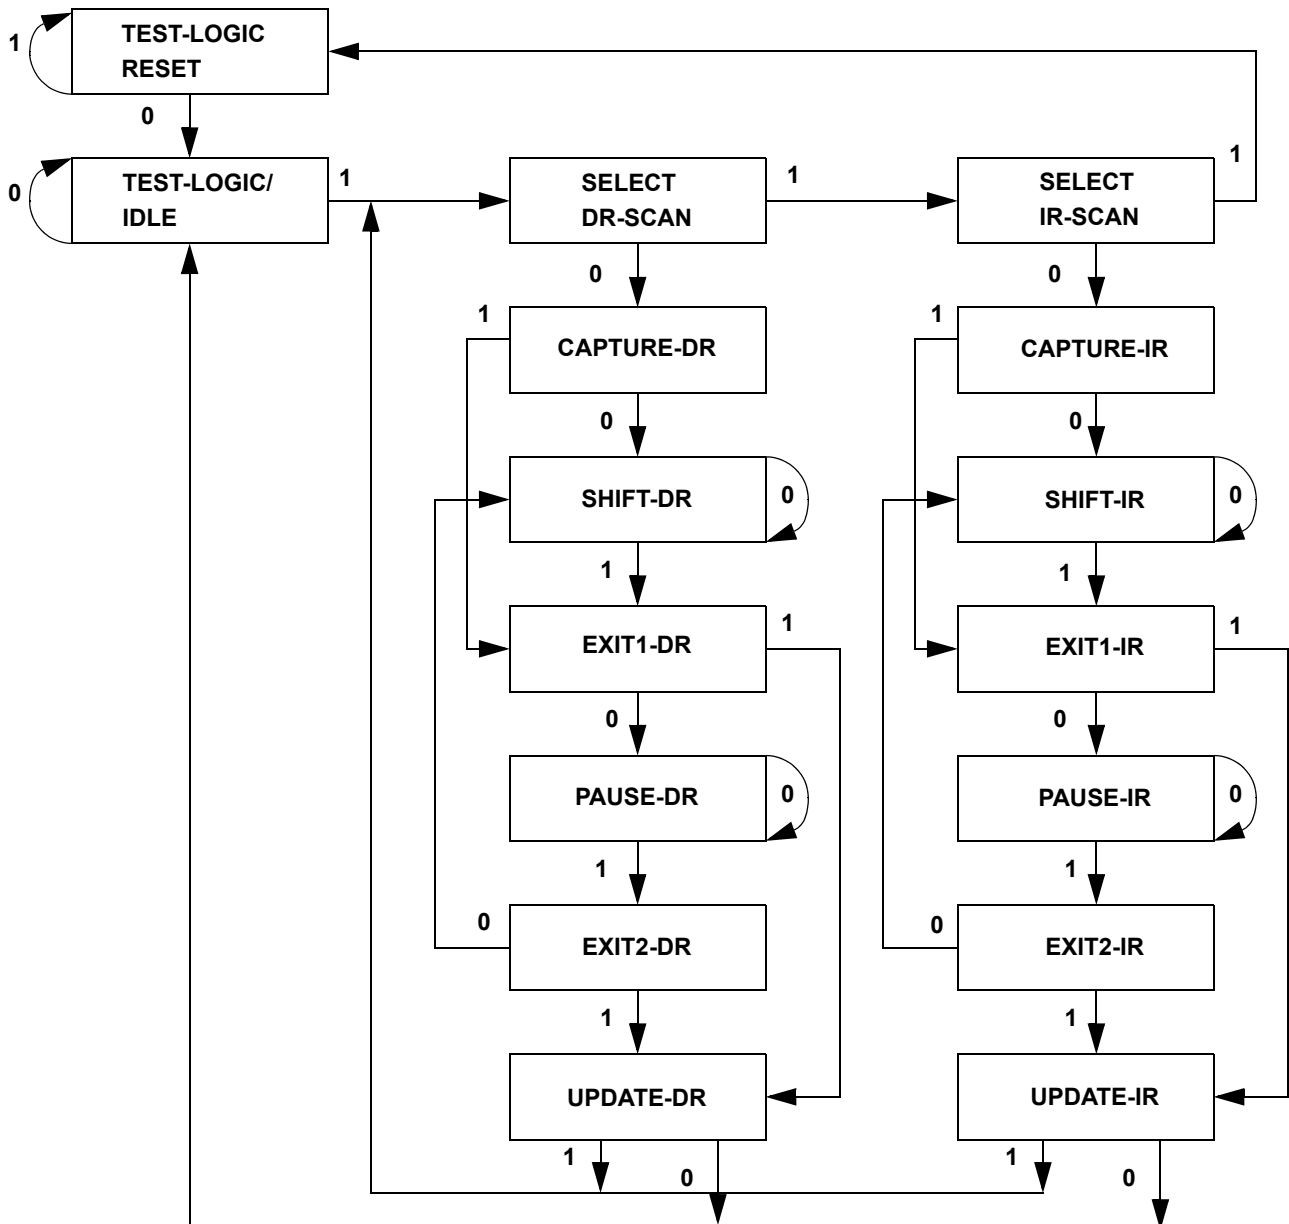 TEST-LOGIC
RESET
1
0
TEST-LOGIC/
IDLE
0
1
SELECT
DR-SCAN
1
SELECT
IR-SCAN
1
0
0
1
CAPTURE-DR
1
CAPTURE-IR
0
0
SHIFT-DR
0
SHIFT-IR
0
1
1
EXIT1-DR
1
EXIT1-IR
1
0
0
PAUSE-DR
0
PAUSE-IR
0
1
1
0
EXIT2-DR
0
EXIT2-IR
1
1
UPDATE-DR
UPDATE-IR
1
0
1
0